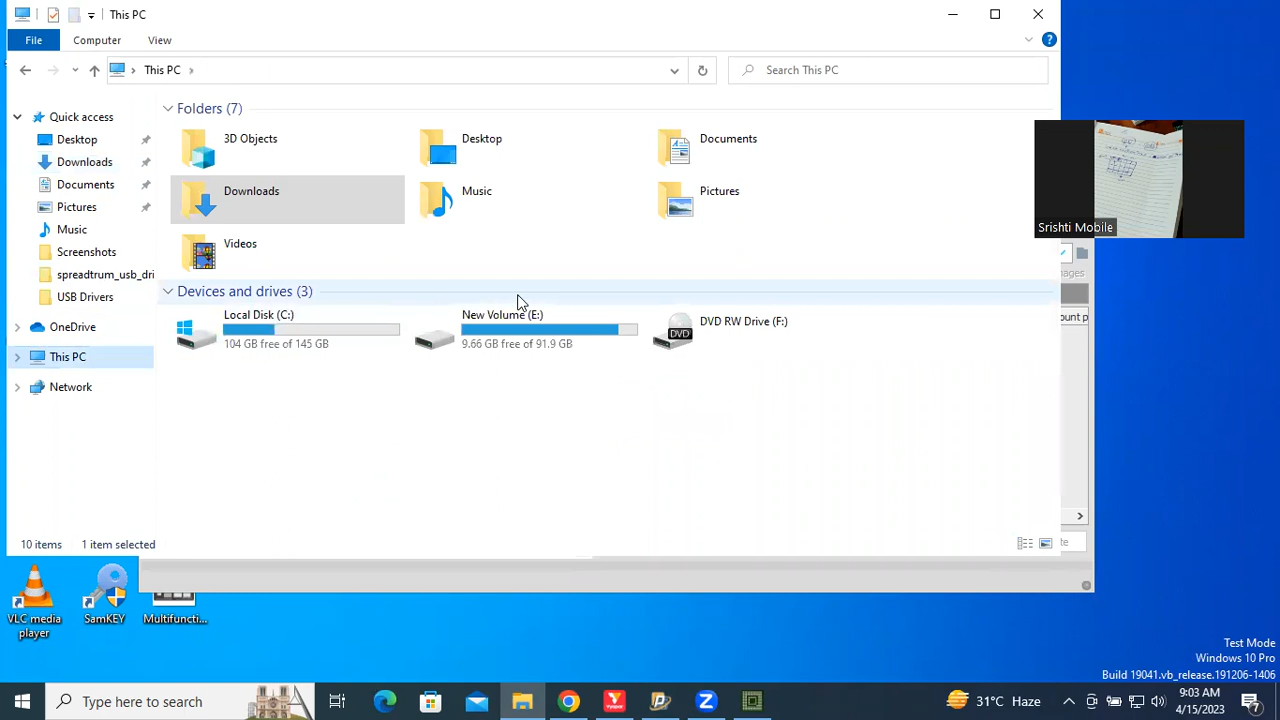 This PC
File
Computer
View
This PC
Search This PC
Quick access
Desktop
Downloads
Documents
Pictures
Music
Screenshots
spreadtrum_usb_dri
USB Drivers
OneDrive
This PC
Network
Folders (7)
3D Objects
Desktop
Documents
Downloads
Music
Pictures
Videos
Devices and drives (3)
Local Disk (C:)
104 GB free of 145 GB
New Volume (E:)
9.66 GB free of 91.9 GB
DVD RW Drive (F:)
DVD
10 items
1 item selected
Srishti Mobile
ages
ount p
te
VLC media
player
SamKEY
Multifuncti...
Test Mode
Windows 10 Pro
Build 19041.vb_release.191206-1406
Type here to search
31°C Haze
9:03 AM
4/15/2023
7